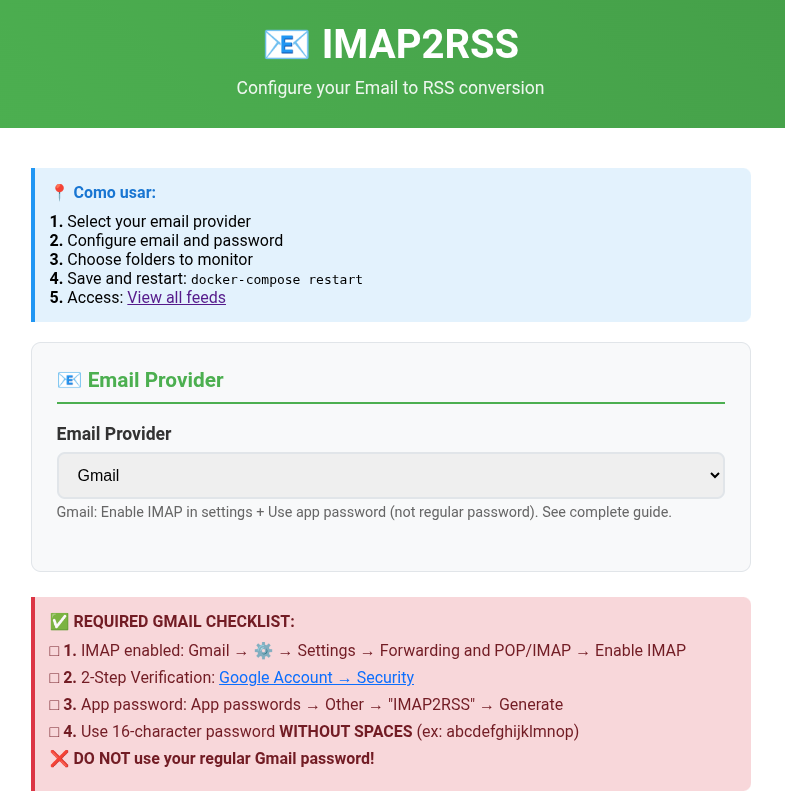 📧 IMAP2RSS
Configure your Email to RSS conversion
📍 Como usar:
1. Select your email provider
2. Configure email and password
3. Choose folders to monitor
4. Save and restart: docker-compose restart
5. Access: View all feeds
📧 Email Provider
Email Provider
Gmail
Gmail: Enable IMAP in settings + Use app password (not regular password). See complete guide.
✅ REQUIRED GMAIL CHECKLIST:
□ 1. IMAP enabled: Gmail → ⚙️ → Settings → Forwarding and POP/IMAP → Enable IMAP
□ 2. 2-Step Verification: Google Account → Security
□ 3. App password: App passwords → Other → "IMAP2RSS" → Generate
□ 4. Use 16-character password WITHOUT SPACES (ex: abcdefghijklmnop)
❌ DO NOT use your regular Gmail password!